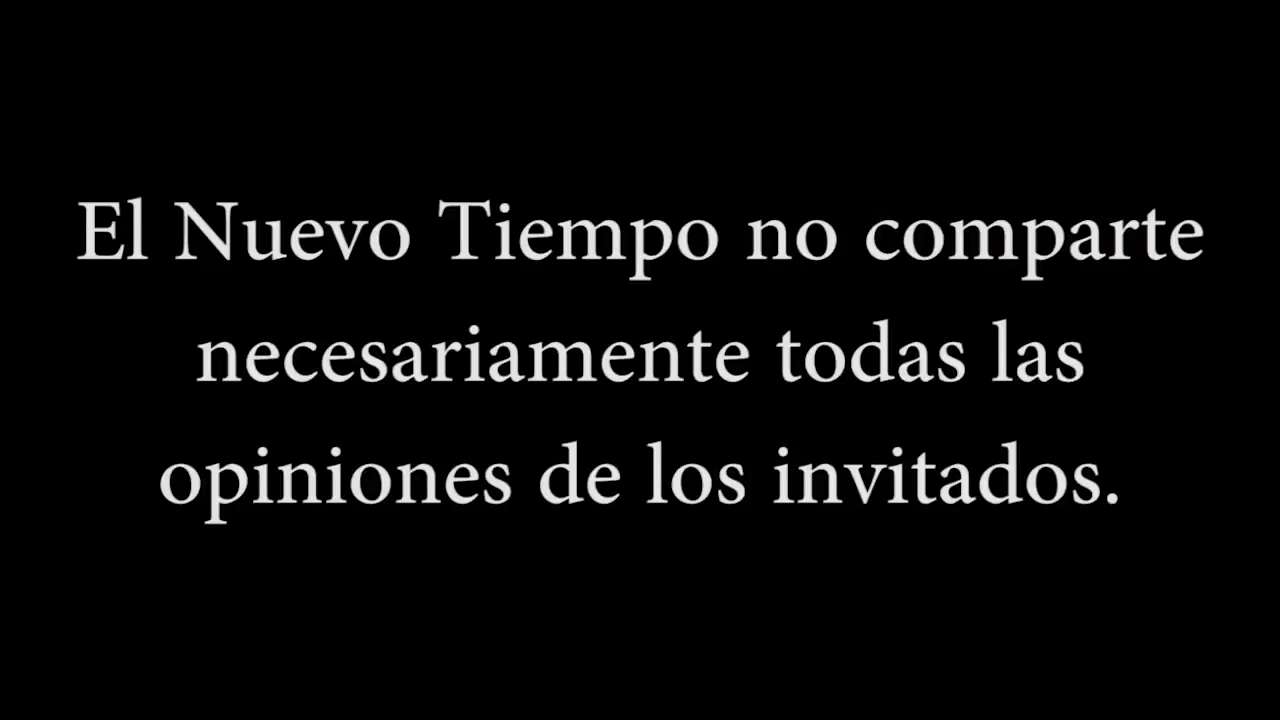 El Nuevo Tiempo no comparte
necesariamente todas las
opiniones de los invitados.